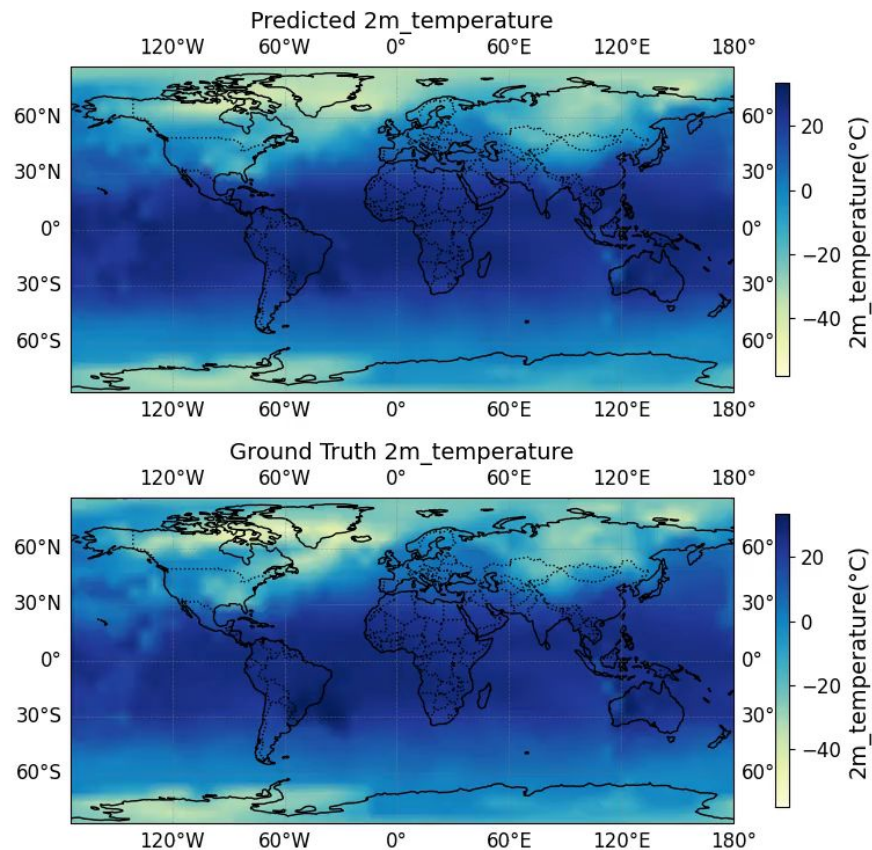 Predicted 2m_temperature
120°W 60°W 0° 60°E 120°E 180°
60°N 60°
30°N 30°
0° 0°
30°S 30°
60°S 60°
120°W 60°W 0° 60°E 120°E 180°
20
0
−20
−40
2m_temperature(°C)
Ground Truth 2m_temperature
120°W 60°W 0° 60°E 120°E 180°
60°N 60°
30°N 30°
0° 0°
30°S 30°
60°S 60°
120°W 60°W 0° 60°E 120°E 180°
20
0
−20
−40
2m_temperature(°C)